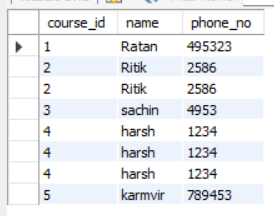 course_id name phone_no
1 Ratan 495323
2 Ritik 2586
2 Ritik 2586
3 sachin 4953
4 harsh 1234
4 harsh 1234
4 harsh 1234
5 karmvir 789453